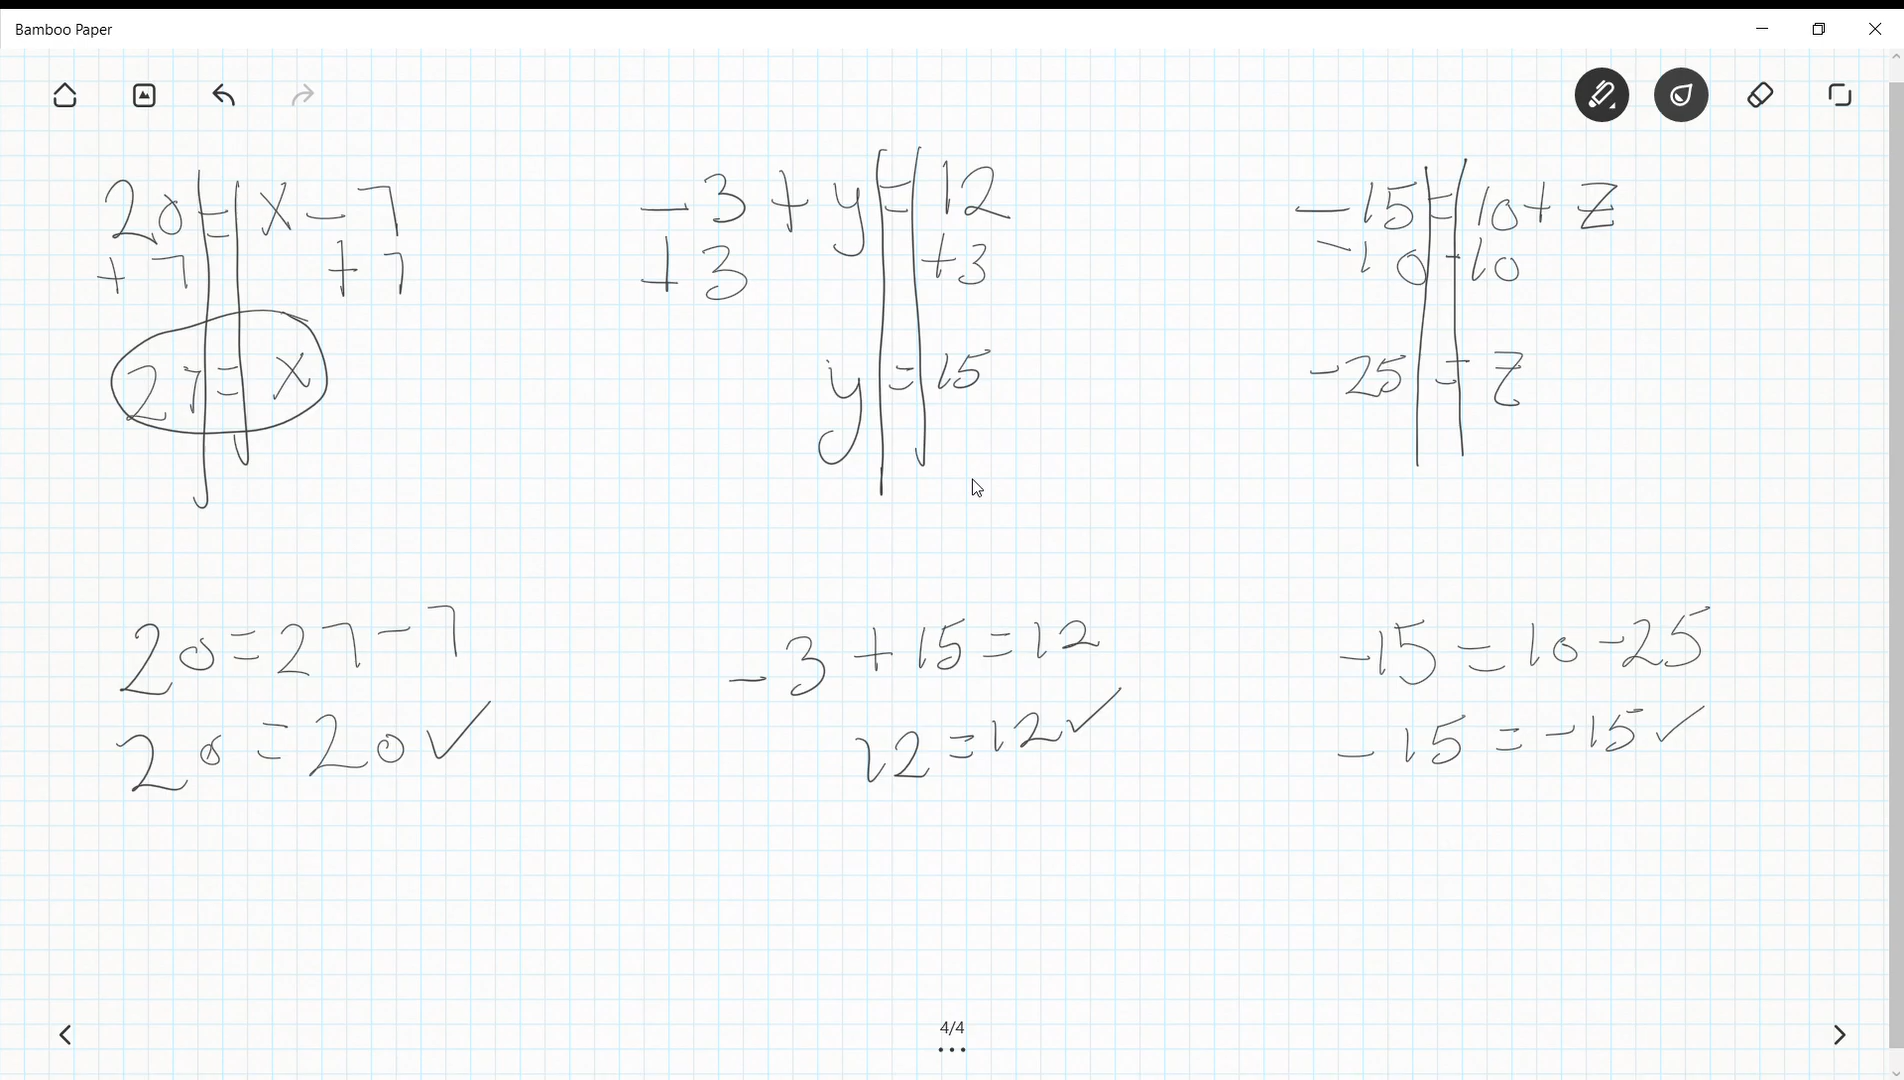 Bamboo Paper
20 = x - 7
+ 7 + 7
27 = x
- 3 + y = 12
+ 3 + 3
y = 15
- 15 = 10 + z
- 10 - 10
- 25 = z
20 = 27 - 7
20 = 20 ✓
- 3 + 15 = 12
12 = 12 ✓
- 15 = 10 - 25
- 15 = - 15 ✓
4/4